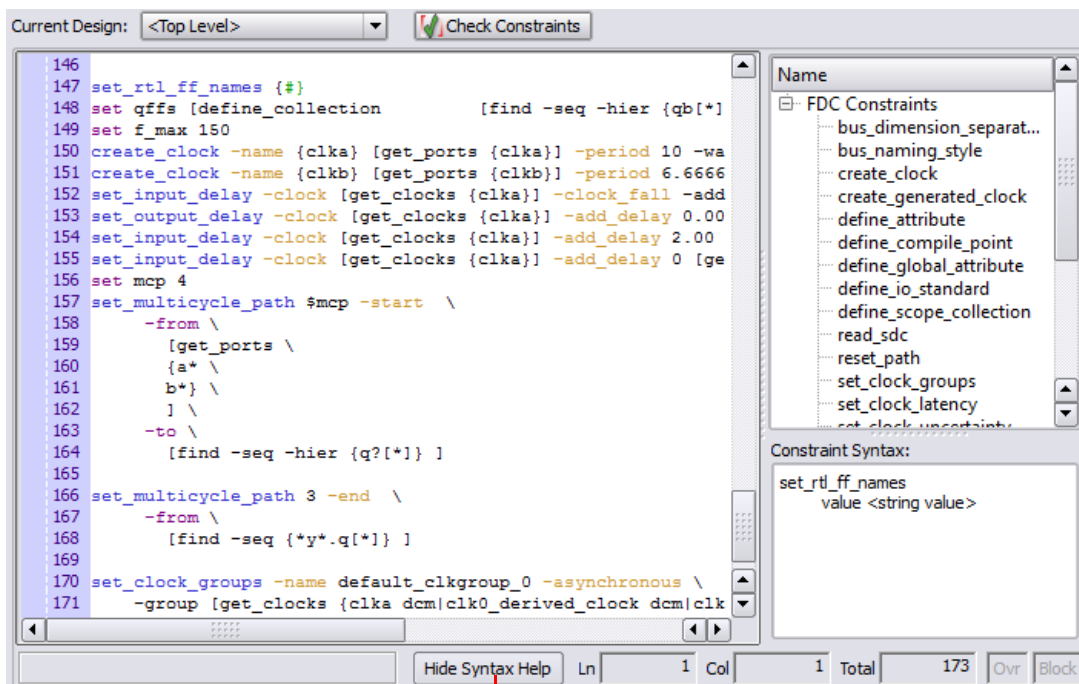 Current Design: <Top Level> Check Constraints
146
147 set_rtl_ff_names {#}
148 set qffs [define_collection [find -seq -hier {qb[*]
149 set f_max 150
150 create_clock -name {clka} [get_ports {clka}] -period 10 -wa
151 create_clock -name {clkb} [get_ports {clkb}] -period 6.6666
152 set_input_delay -clock [get_clocks {clka}] -clock_fall -add
153 set_output_delay -clock [get_clocks {clka}] -add_delay 0.00
154 set_input_delay -clock [get_clocks {clka}] -add_delay 2.00
155 set_input_delay -clock [get_clocks {clka}] -add_delay 0 [ge
156 set mcp 4
157 set_multicycle_path $mcp -start \
158 -from \
159 [get_ports \
160 {a* \
161 b*} \
162 ] \
163 -to \
164 [find -seq -hier {q?[*]} ]
165
166 set_multicycle_path 3 -end \
167 -from \
168 [find -seq {*y*.q[*]} ]
169
170 set_clock_groups -name default_clkgroup_0 -asynchronous \
171 -group [get_clocks {clka dcm|clk0_derived_clock dcm|clk
Name
FDC Constraints
bus_dimension_separat...
bus_naming_style
create_clock
create_generated_clock
define_attribute
define_compile_point
define_global_attribute
define_io_standard
define_scope_collection
read_sdc
reset_path
set_clock_groups
set_clock_latency
set_clock_uncertainty
Constraint Syntax:
set_rtl_ff_names
value <string value>
Hide Syntax Help Ln 1 Col 1 Total 173 Ovr Block